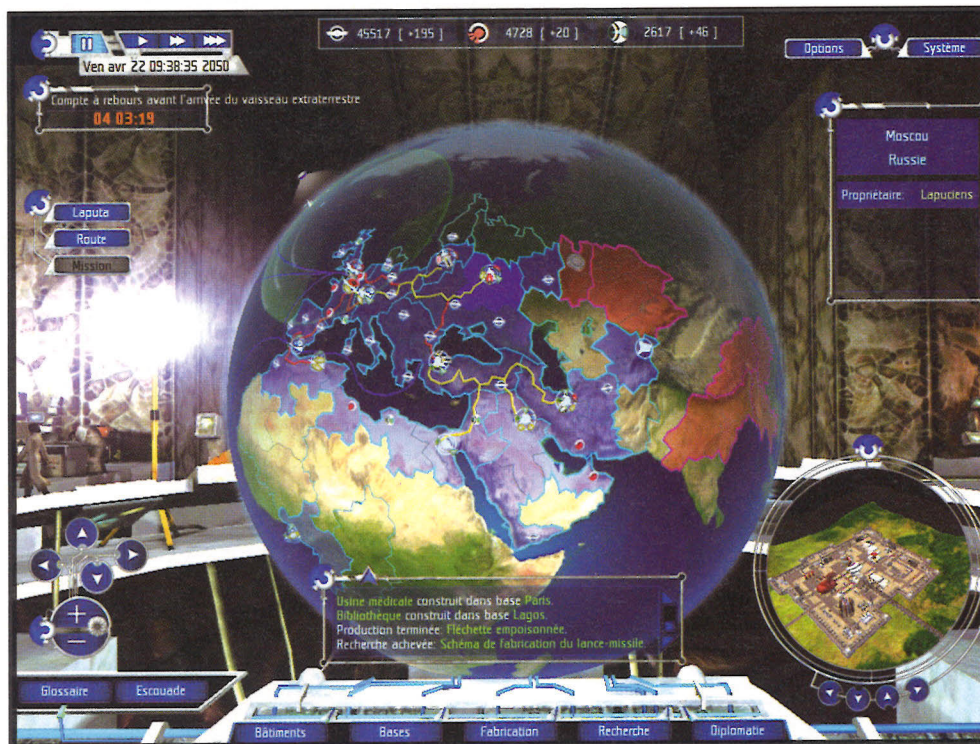 45517 [ +195 ]
4728 [ +20 ]
2617 [ +46 ]
Options
Système
Ven avr 22 09:38:35 2050
Compte à rebours avant l'arrivée du vaisseau extraterrestre
04 03:19
Moscou
Russie
Propriétaire: Lapuciens
Laputa
Route
Mission
Usine médicale construit dans base Paris.
Bibliothèque construit dans base Lagos.
Production terminée: Fléchette empoisonnée.
Recherche achevée: Schéma de fabrication du lance-missile.
Glossaire
Escouade
Bâtiments
Bases
Fabrication
Recherche
Diplomatie